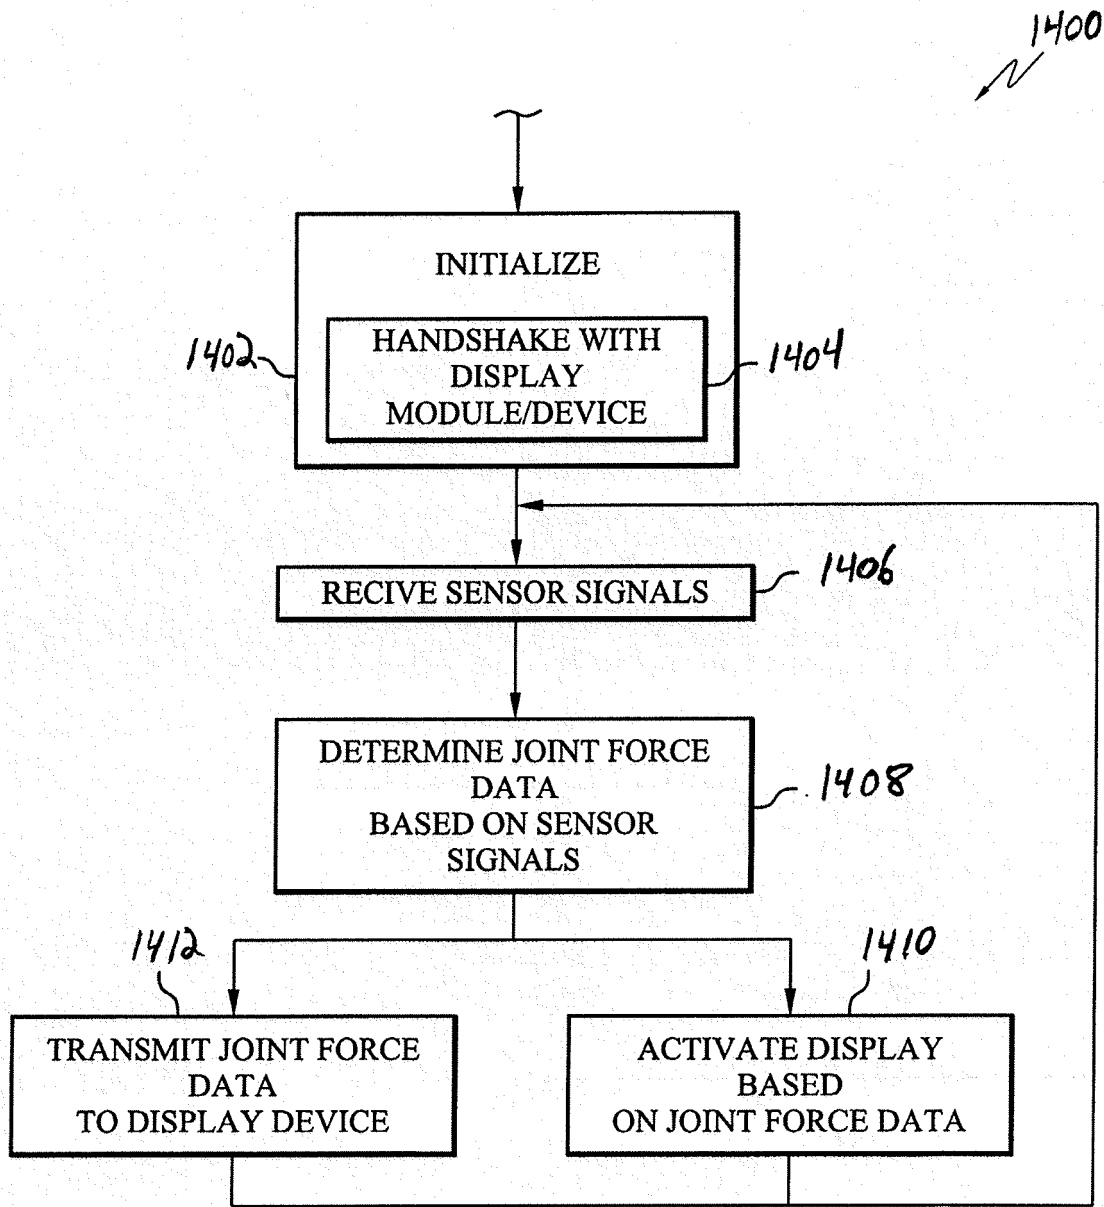 1400
INITIALIZE
1402
HANDSHAKE WITH
DISPLAY
MODULE/DEVICE
1404
RECIVE SENSOR SIGNALS
1406
DETERMINE JOINT FORCE
DATA
BASED ON SENSOR
SIGNALS
1408
1412
1410
TRANSMIT JOINT FORCE
DATA
TO DISPLAY DEVICE
ACTIVATE DISPLAY
BASED
ON JOINT FORCE DATA